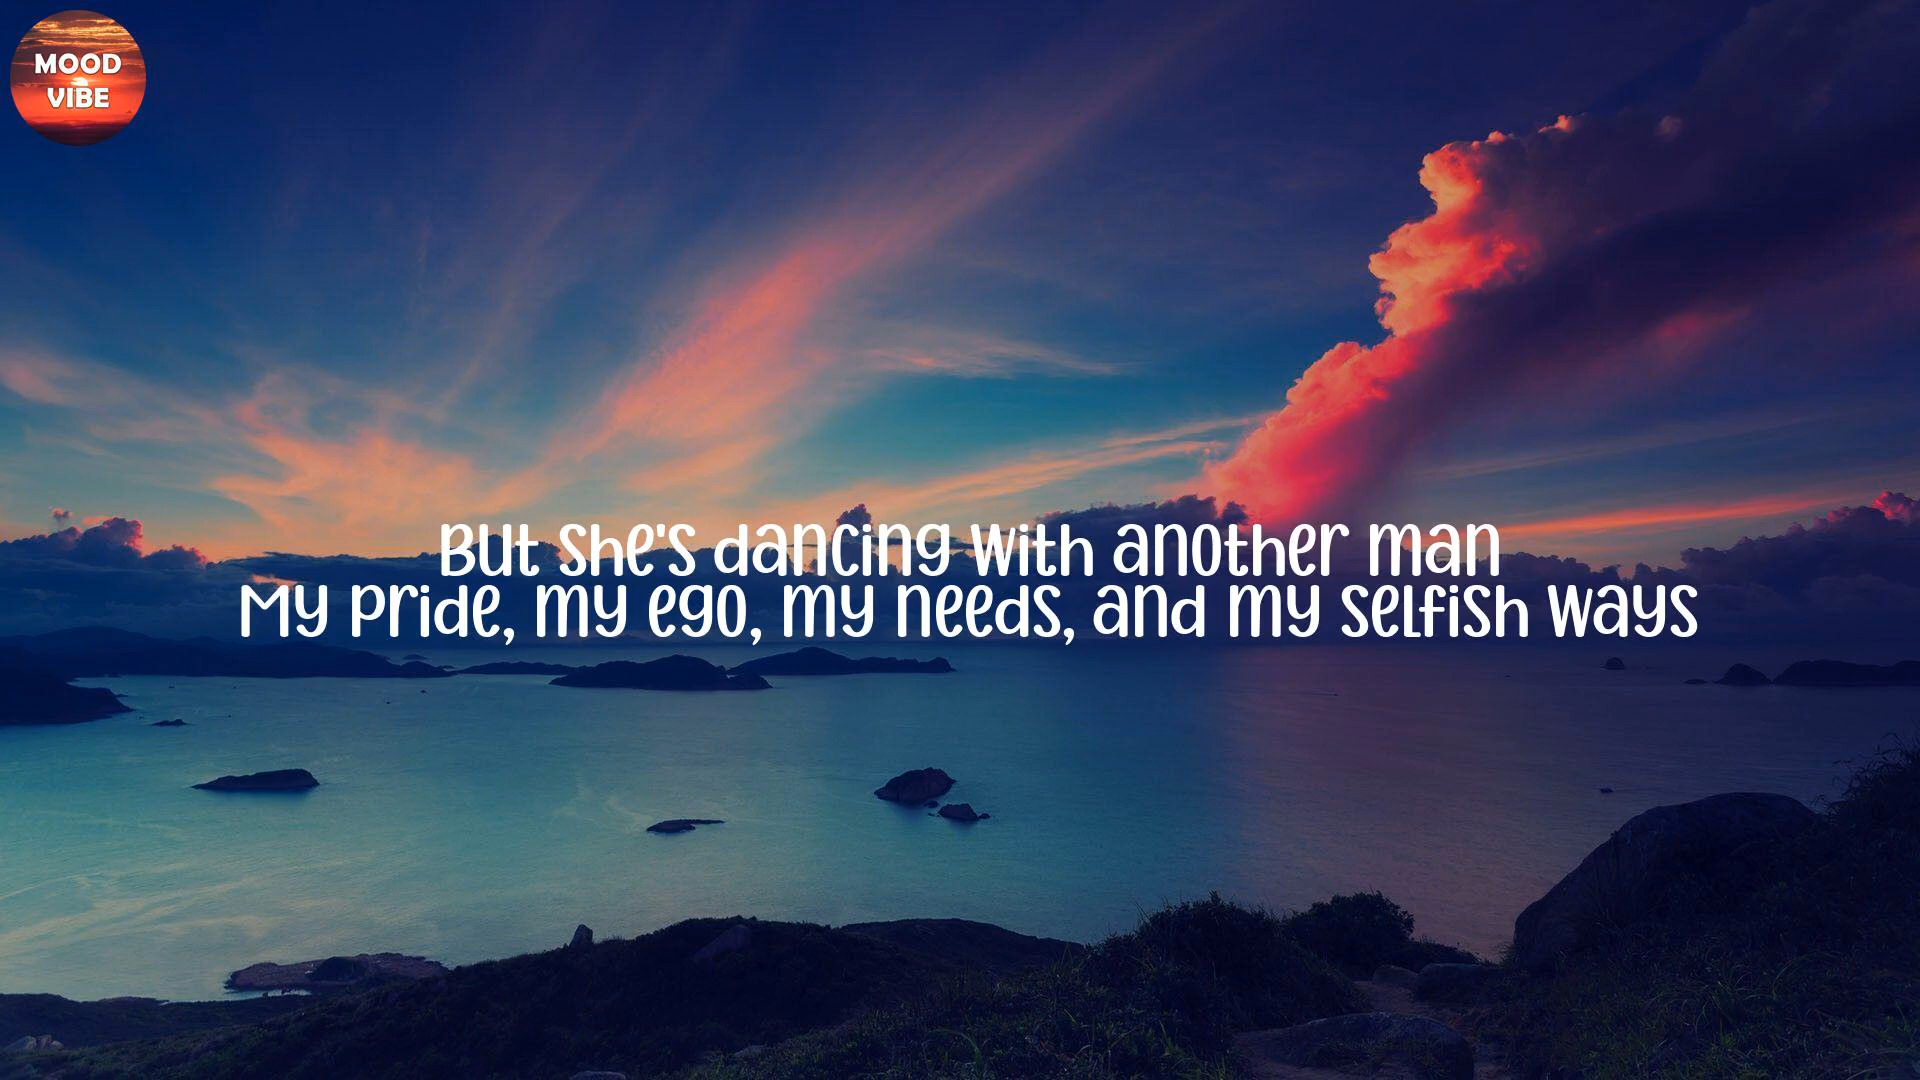 MOOD
VIBE
But she's dancing with another man
My pride, my ego, my needs, and my selfish ways